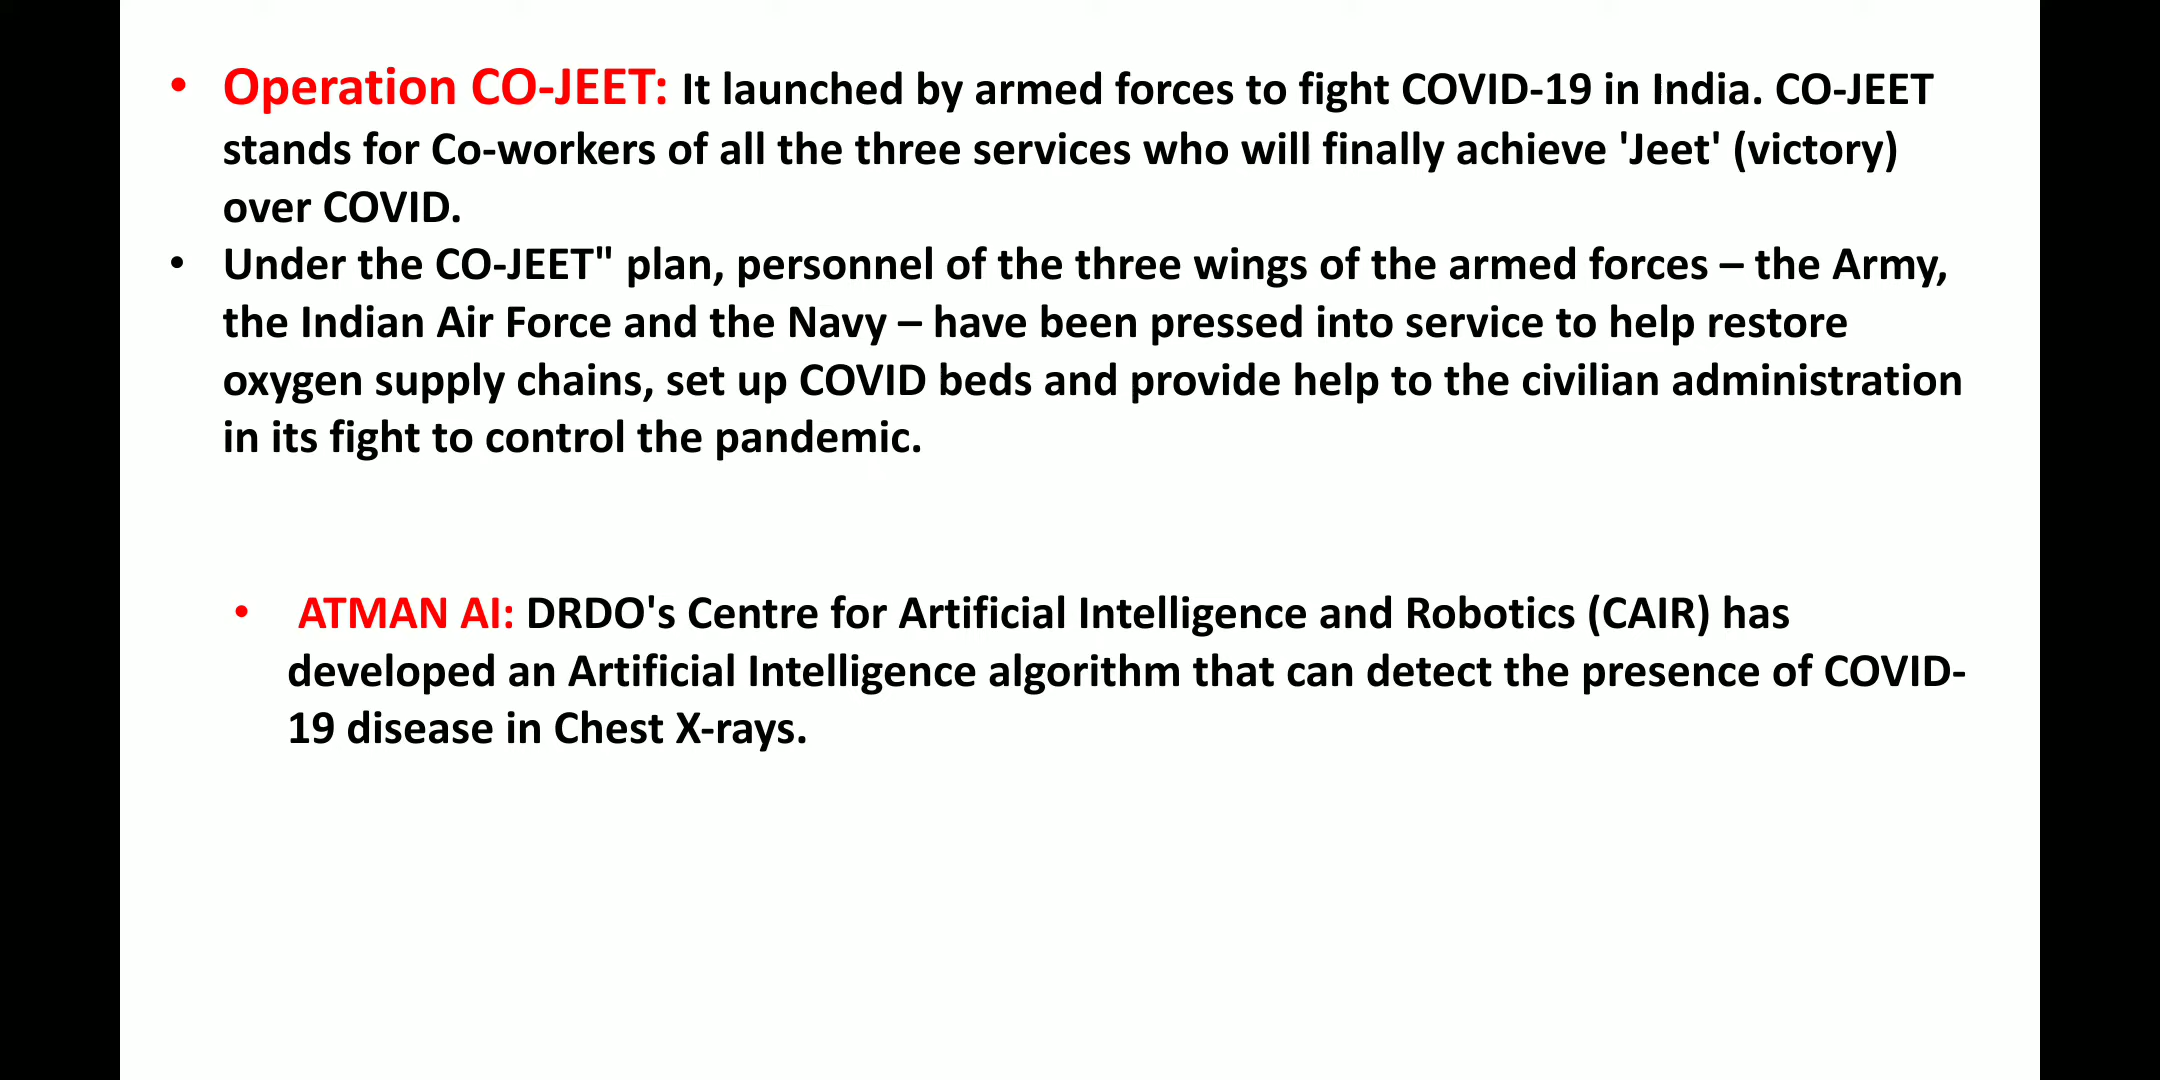 • Operation CO-JEET: It launched by armed forces to fight COVID-19 in India. CO-JEET
stands for Co-workers of all the three services who will finally achieve 'Jeet' (victory)
over COVID.
• Under the CO-JEET" plan, personnel of the three wings of the armed forces – the Army,
the Indian Air Force and the Navy – have been pressed into service to help restore
oxygen supply chains, set up COVID beds and provide help to the civilian administration
in its fight to control the pandemic.
• ATMAN AI: DRDO's Centre for Artificial Intelligence and Robotics (CAIR) has
developed an Artificial Intelligence algorithm that can detect the presence of COVID-
19 disease in Chest X-rays.